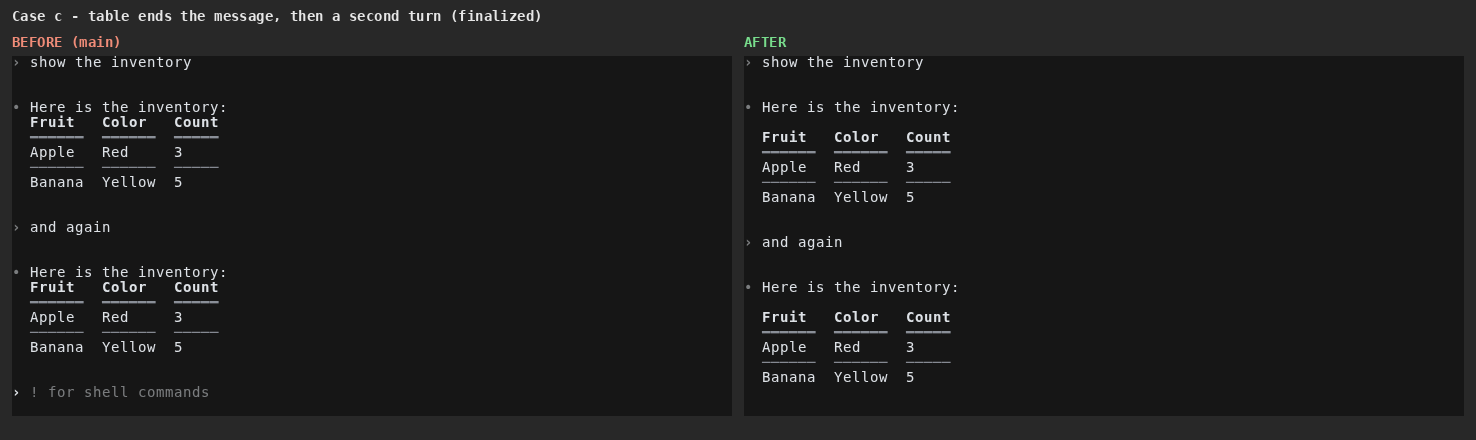 Case c - table ends the message, then a second turn (finalized)
BEFORE (main)
› show the inventory
• Here is the inventory:
Fruit Color Count
Apple Red 3
Banana Yellow 5
› and again
• Here is the inventory:
Fruit Color Count
Apple Red 3
Banana Yellow 5
› ! for shell commands
AFTER
› show the inventory
• Here is the inventory:
Fruit Color Count
Apple Red 3
Banana Yellow 5
› and again
• Here is the inventory:
Fruit Color Count
Apple Red 3
Banana Yellow 5